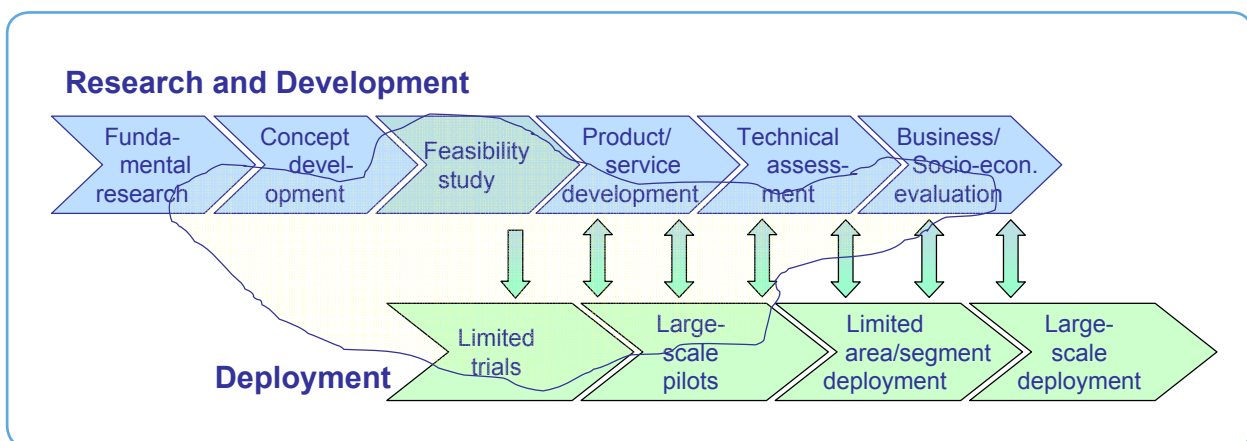 Research and Development
Funda-
mental
research
Concept
devel-
opment
Feasibility
study
Product/
service
development
Technical
assess-
ment
Business/
Socio-econ.
evaluation
Limited
trials
Large-
scale
pilots
Limited
area/segment
deployment
Large-
scale
deployment
Deployment